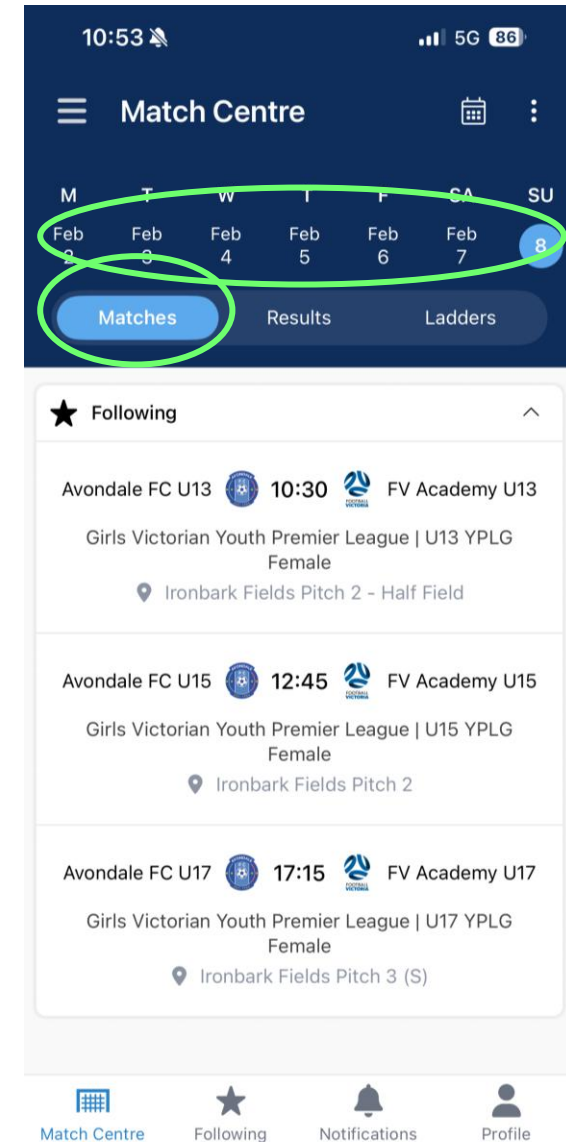 10:53 5G 86
Match Centre
M T W T F SA SU
Feb Feb Feb Feb Feb Feb
2 3 4 5 6 7 8
Matches Results Ladders
Following
Avondale FC U13 10:30 FV Academy U13
Girls Victorian Youth Premier League | U13 YPLG
Female
Ironbark Fields Pitch 2 - Half Field
Avondale FC U15 12:45 FV Academy U15
Girls Victorian Youth Premier League | U15 YPLG
Female
Ironbark Fields Pitch 2
Avondale FC U17 17:15 FV Academy U17
Girls Victorian Youth Premier League | U17 YPLG
Female
Ironbark Fields Pitch 3 (S)
Match Centre Following Notifications Profile